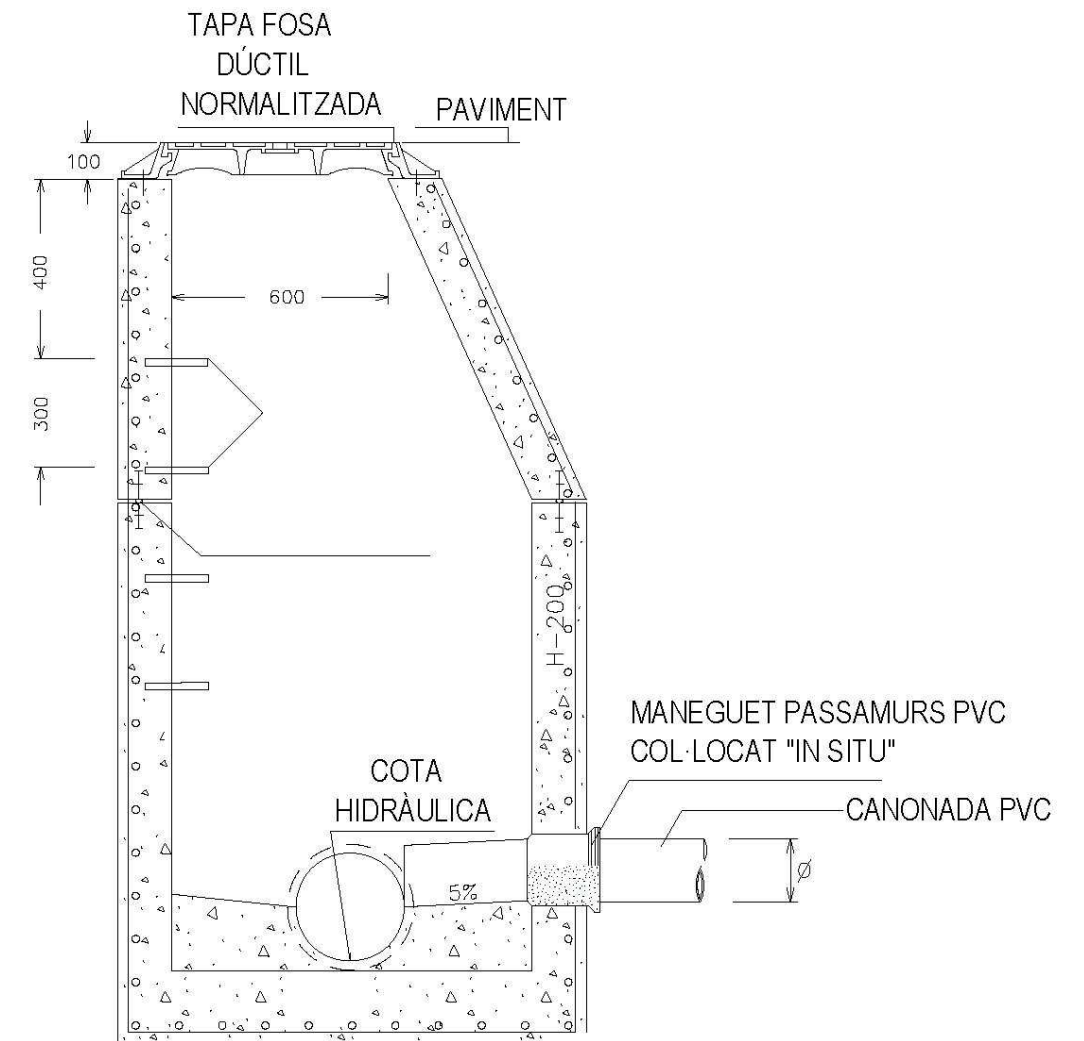 TAPA FOSA
DÚCTIL
NORMALITZADA
PAVIMENT
100
400
600
300
H-200
MANEGUET PASSAMURS PVC
COL·LOCAT "IN SITU"
COTA
HIDRÀULICA
CANONADA PVC
5%
Ø